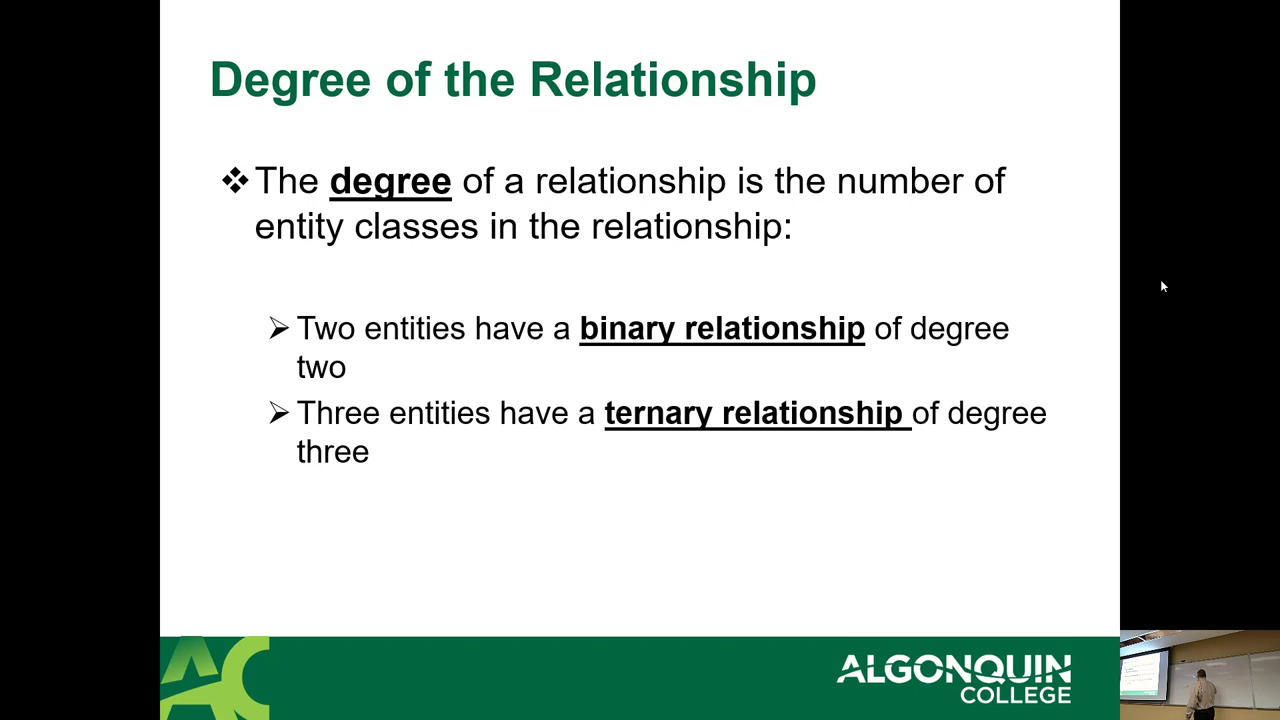 Degree of the Relationship
❖ The degree of a relationship is the number of
entity classes in the relationship:
➢ Two entities have a binary relationship of degree
two
➢ Three entities have a ternary relationship of degree
three
AC
ALGONQUIN
COLLEGE